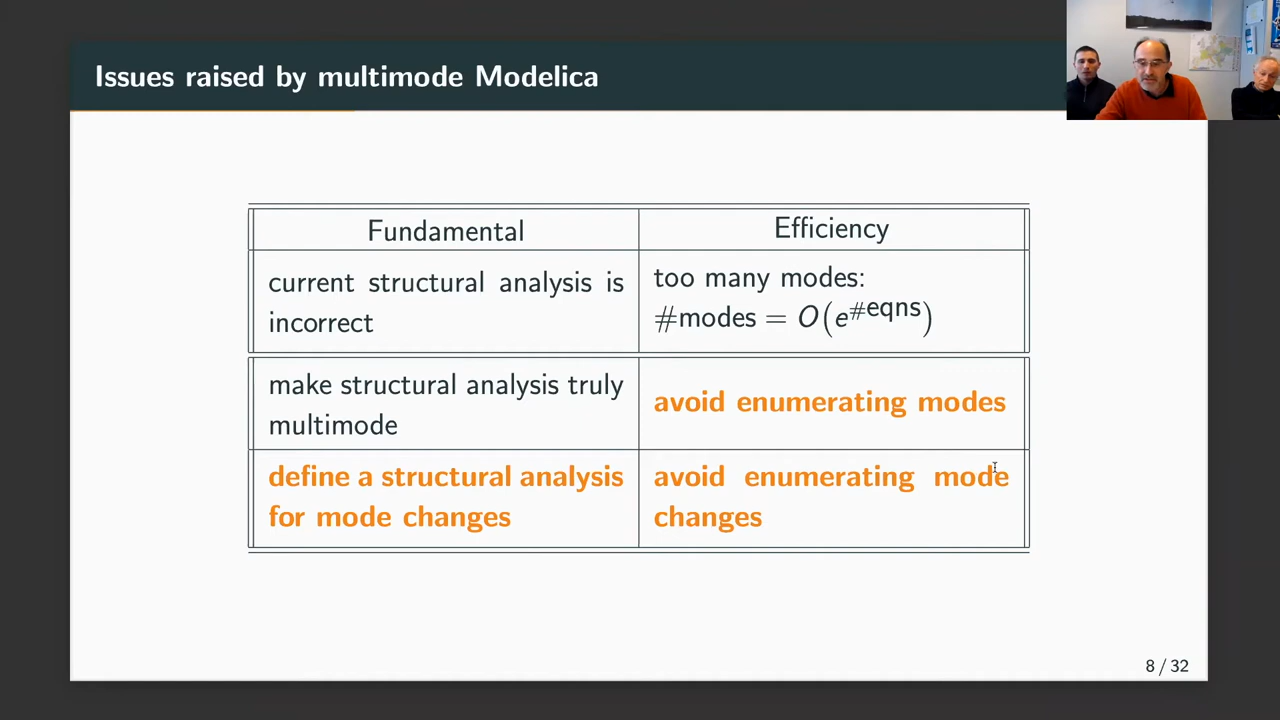 Issues raised by multimode Modelica
Fundamental
Efficiency
current structural analysis is
incorrect
too many modes:
#modes = O(e^#eqns)
make structural analysis truly
multimode
avoid enumerating modes
define a structural analysis
for mode changes
avoid enumerating mode
changes
8 / 32